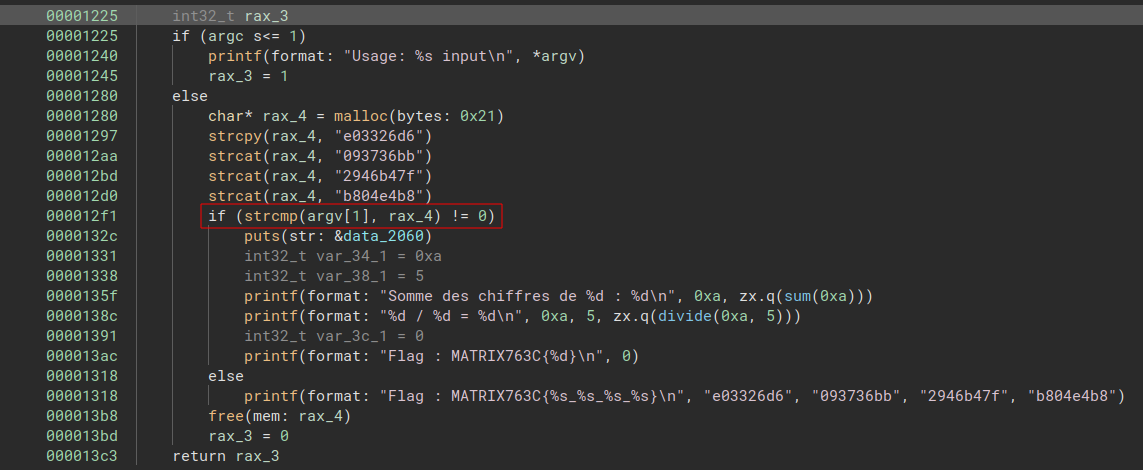 00001225 int32_t rax_3
00001225 if (argc s<= 1)
00001240 printf(format: "Usage: %s input\n", *argv)
00001245 rax_3 = 1
00001280 else
00001280 char* rax_4 = malloc(bytes: 0x21)
00001297 strcpy(rax_4, "e03326d6")
000012aa strcat(rax_4, "093736bb")
000012bd strcat(rax_4, "2946b47f")
000012d0 strcat(rax_4, "b804e4b8")
000012f1 if (strcmp(argv[1], rax_4) != 0)
0000132c puts(str: &data_2060)
00001331 int32_t var_34_1 = 0xa
00001338 int32_t var_38_1 = 5
0000135f printf(format: "Somme des chiffres de %d : %d\n", 0xa, zx.q(sum(0xa)))
0000138c printf(format: "%d / %d = %d\n", 0xa, 5, zx.q(divide(0xa, 5)))
00001391 int32_t var_3c_1 = 0
000013ac printf(format: "Flag : MATRIX763C{%d}\n", 0)
00001318 else
00001318 printf(format: "Flag : MATRIX763C{%s_%s_%s_%s}\n", "e03326d6", "093736bb", "2946b47f", "b804e4b8")
000013b8 free(mem: rax_4)
000013bd rax_3 = 0
000013c3 return rax_3